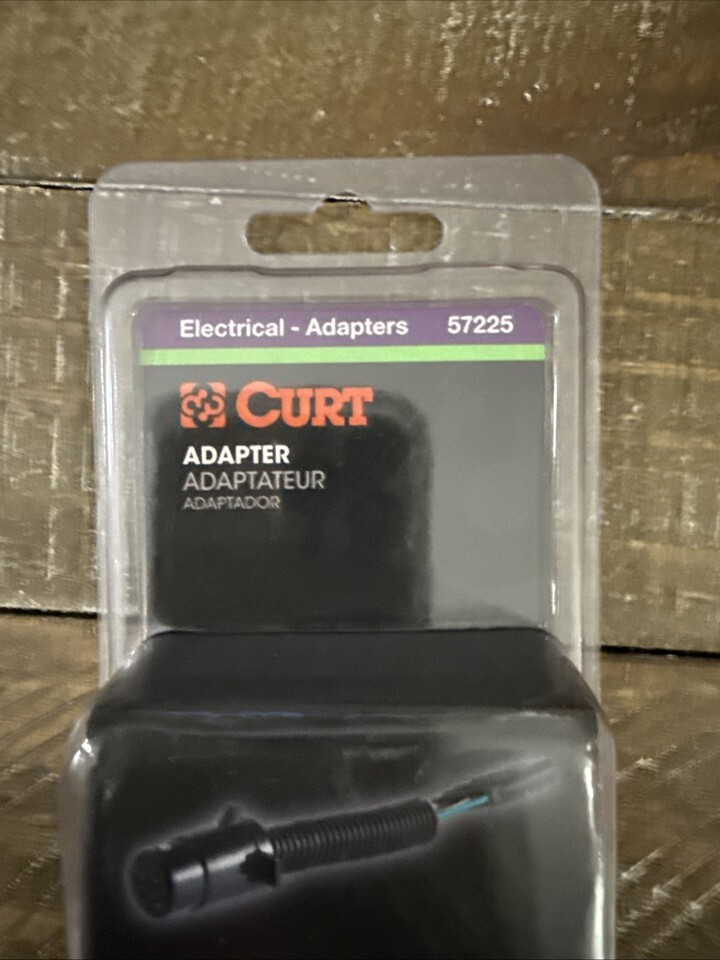 Electrical - Adapters 57225
CURT
ADAPTER
ADAPTATEUR
ADAPTADOR